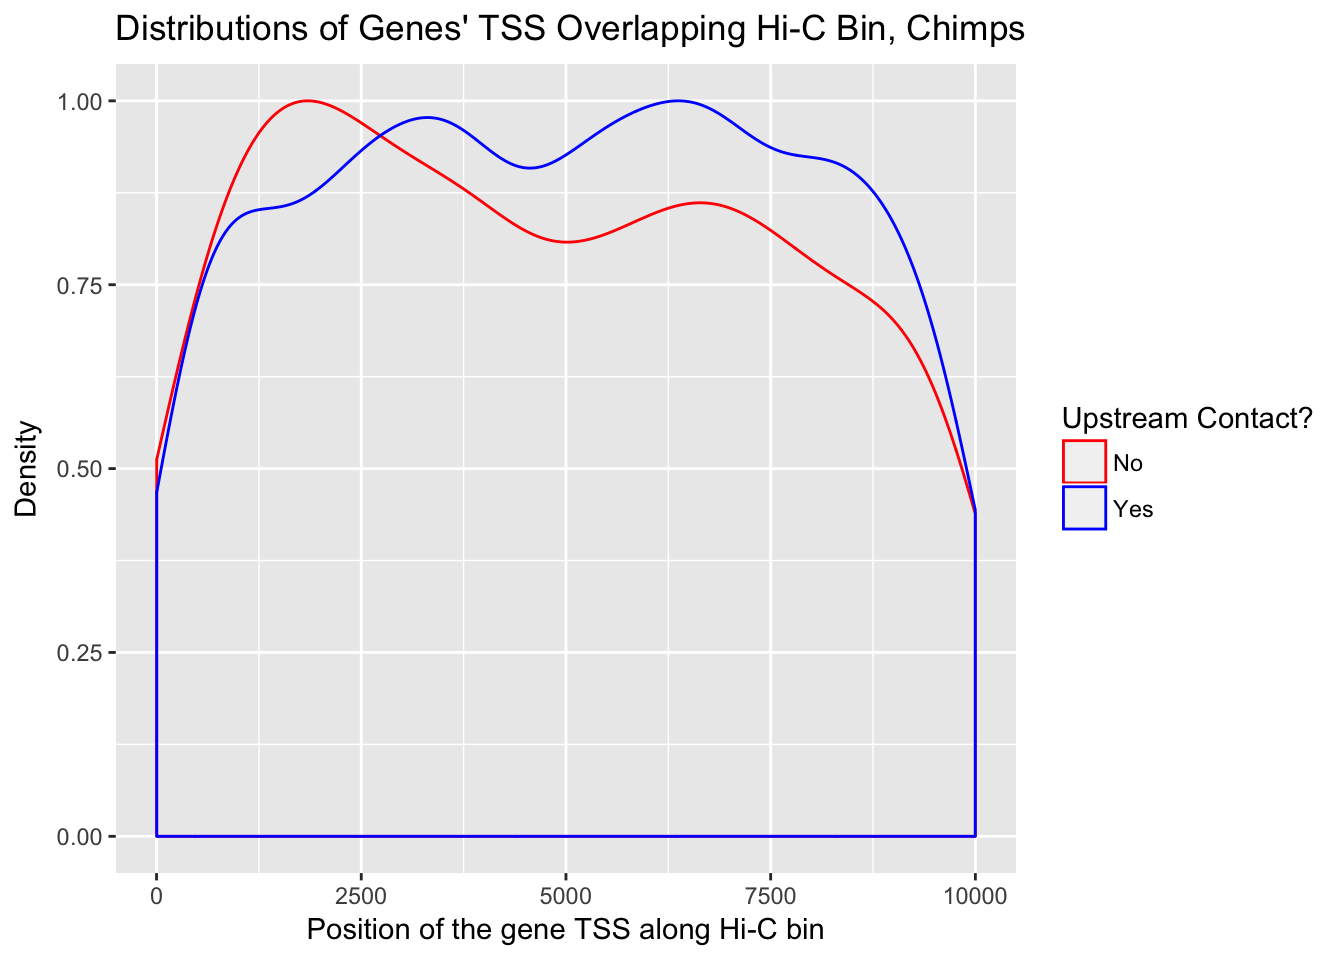 Distributions of Genes' TSS Overlapping Hi-C Bin, Chimps
1.00
0.75
0.50
0.25
0.00
Density
0
2500
5000
7500
10000
Position of the gene TSS along Hi-C bin
Upstream Contact?
No
Yes